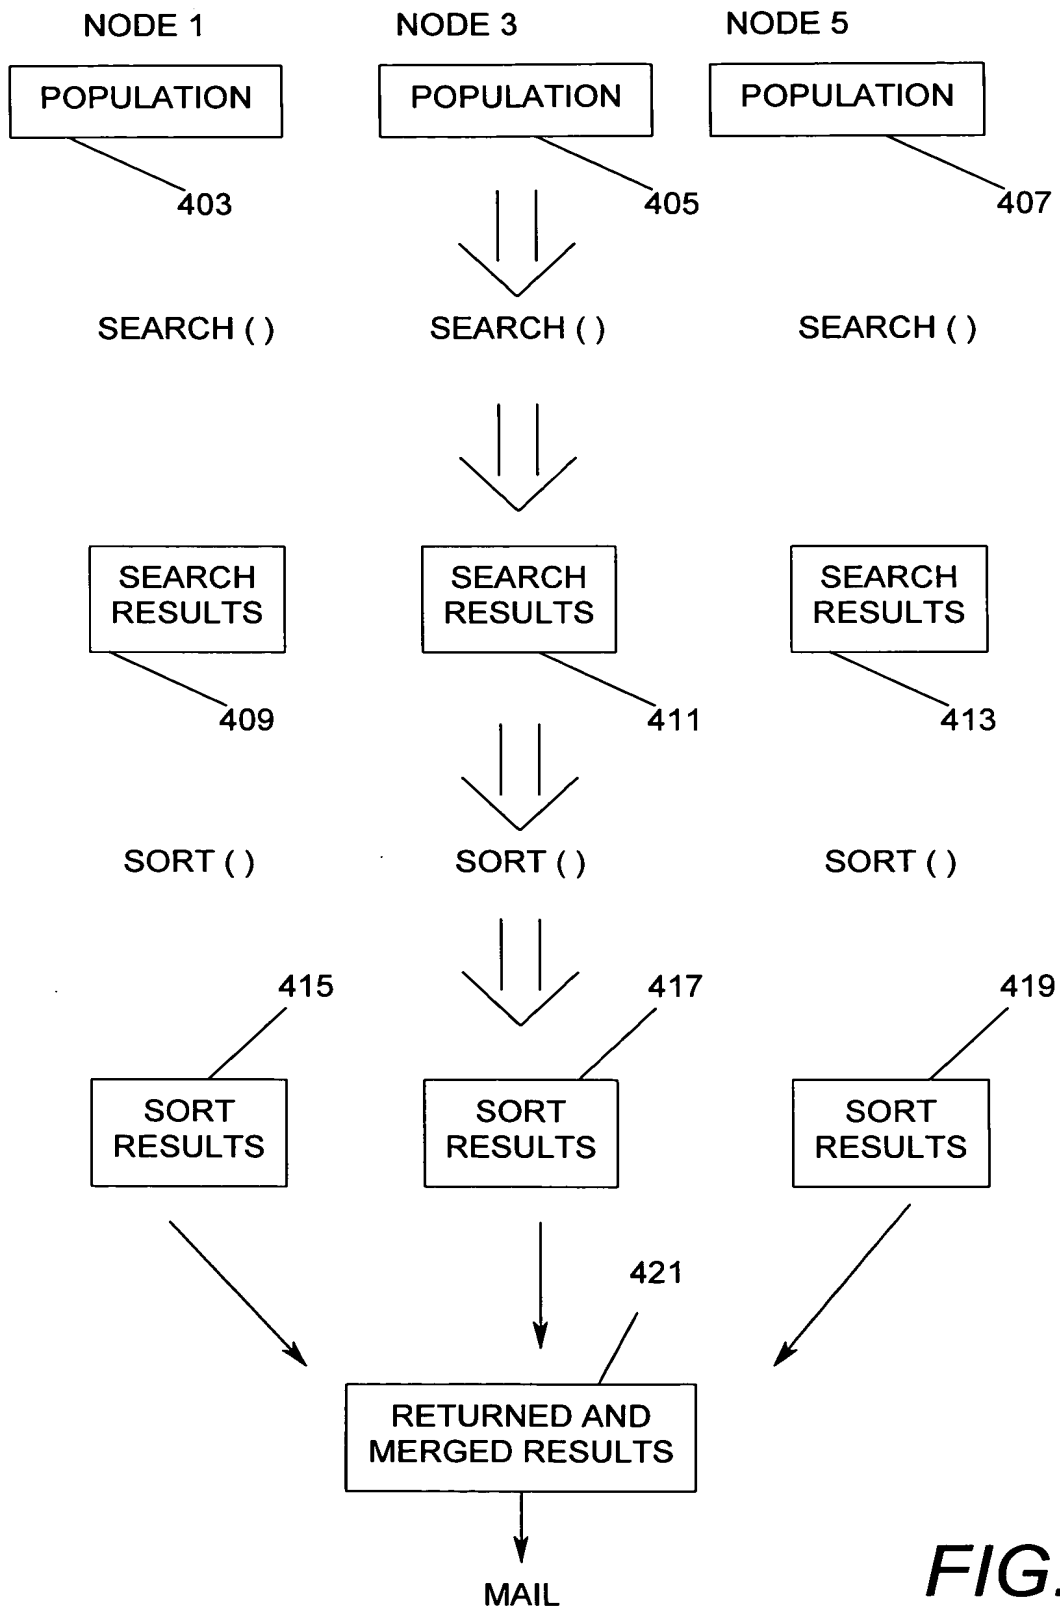 NODE 1 NODE 3 NODE 5
POPULATION POPULATION POPULATION
403 405 407
SEARCH ( ) SEARCH ( ) SEARCH ( )
SEARCH RESULTS SEARCH RESULTS SEARCH RESULTS
409 411 413
SORT ( ) SORT ( ) SORT ( )
415 417 419
SORT RESULTS SORT RESULTS SORT RESULTS
421
RETURNED AND
MERGED RESULTS
MAIL
FIG.